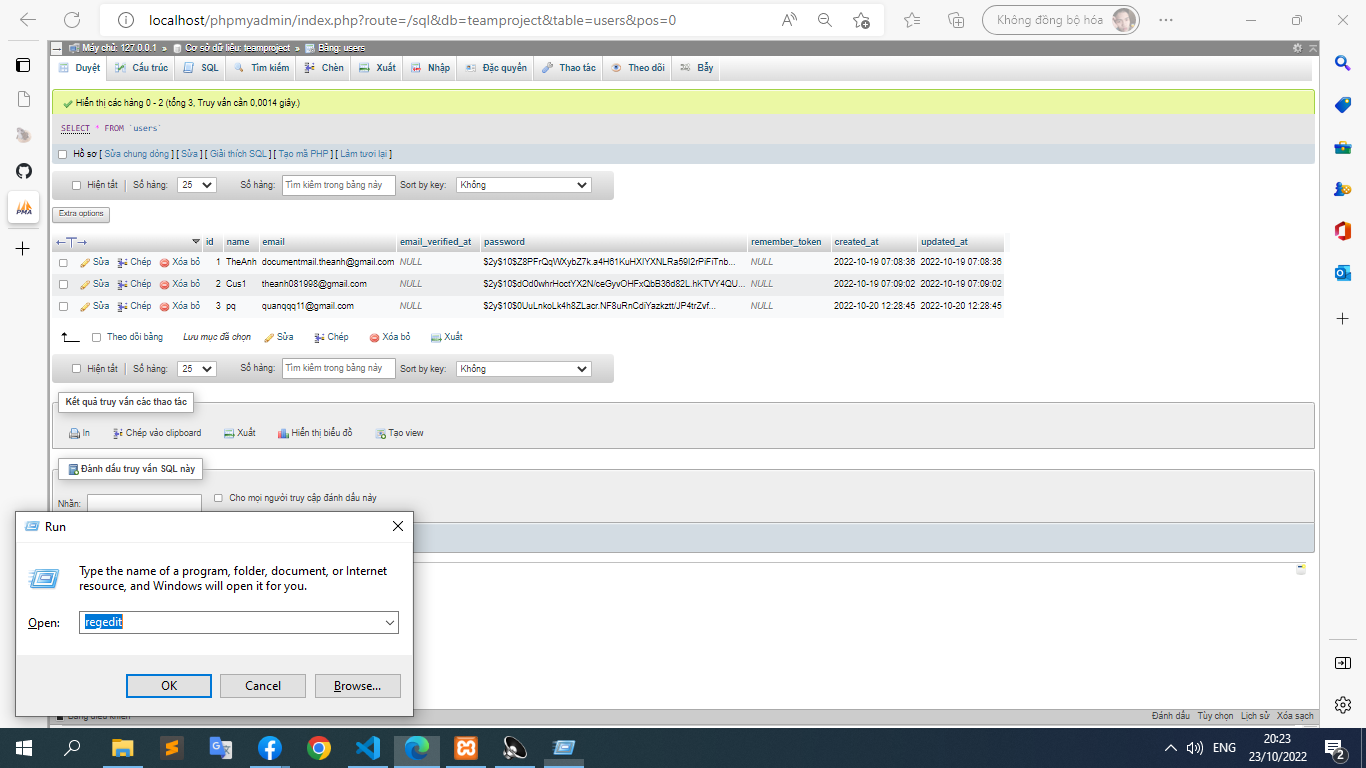 localhost/phpmyadmin/index.php?route=/sql&db=teamproject&table=users&pos=0
Không đồng bộ hóa
Máy chủ: 127.0.0.1 » Cơ sở dữ liệu: teamproject » Bảng: users
Duyệt Cấu trúc SQL Tìm kiếm Chèn Xuất Nhập Đặc quyền Thao tác Theo dõi Bẫy
Hiển thị các hàng 0 - 2 (tổng 3, Truy vấn cần 0,0014 giây.)
SELECT * FROM `users`
Hồ sơ [ Sửa chung dòng ] [ Sửa ] [ Giải thích SQL ] [ Tạo mã PHP ] [ Làm tươi lại ]
Hiện tất Số hàng: 25 Số hàng: Tìm kiếm trong bảng này Sort by key: Không
Extra options
id name email email_verified_at password remember_token created_at updated_at
Sửa Chép Xóa bỏ 1 TheAnh documentmail.theanh@gmail.com NULL $2y$10$Z8PFrQqWXybZ7k.a4H61KuHXIYXNLRa59I2rPiFiTnb... NULL 2022-10-19 07:08:36 2022-10-19 07:08:36
Sửa Chép Xóa bỏ 2 Cus1 theanh081998@gmail.com NULL $2y$10$dOd0whrHoctYX2N/ceGyvOHFxQbB36d82L.hKTVY4QU... NULL 2022-10-19 07:09:02 2022-10-19 07:09:02
Sửa Chép Xóa bỏ 3 pq quanqqq11@gmail.com NULL $2y$10$0UuLnkoLk4h8ZLacr.NF8uRnCdiYazkztt/JP4trZvf... NULL 2022-10-20 12:28:45 2022-10-20 12:28:45
Theo dõi bảng Lưu mục đã chọn Sửa Chép Xóa bỏ Xuất
Hiện tất Số hàng: 25 Số hàng: Tìm kiếm trong bảng này Sort by key: Không
Kết quả truy vấn các thao tác
In Chép vào clipboard Xuất Hiển thị biểu đồ Tạo view
Đánh dấu truy vấn SQL này
Nhãn: Cho mọi người truy cập đánh dấu này
Run
Type the name of a program, folder, document, or Internet
resource, and Windows will open it for you.
Open: regedit
OK Cancel Browse...
Bảng điều khiển Đánh dấu Tùy chọn Lịch sử Xóa sạch
ENG 20:23
23/10/2022
2